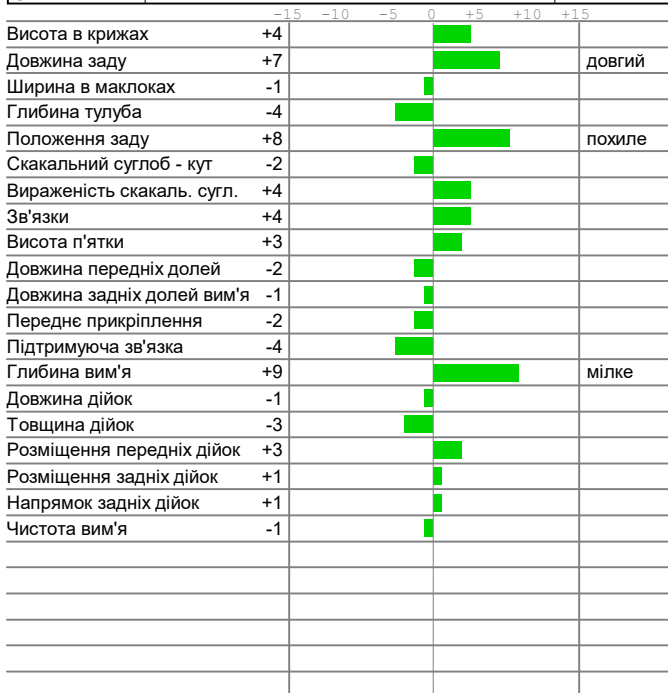 -15 -10 -5 0 +5 +10 +15
Висота в крижах +4
Довжина заду +7 довгий
Ширина в маклоках -1
Глибина тулуба -4
Положення заду +8 похиле
Скакальний суглоб - кут -2
Вираженість скакаль. сугл. +4
Зв'язки +4
Висота п'ятки +3
Довжина передніх долей -2
Довжина задніх долей вим'я -1
Переднє прикріплення -2
Підтримуюча зв'язка -4
Глибина вим'я +9 мілке
Довжина дійок -1
Товщина дійок -3
Розміщення передніх дійок +3
Розміщення задніх дійок +1
Напрямок задніх дійок +1
Чистота вим'я -1